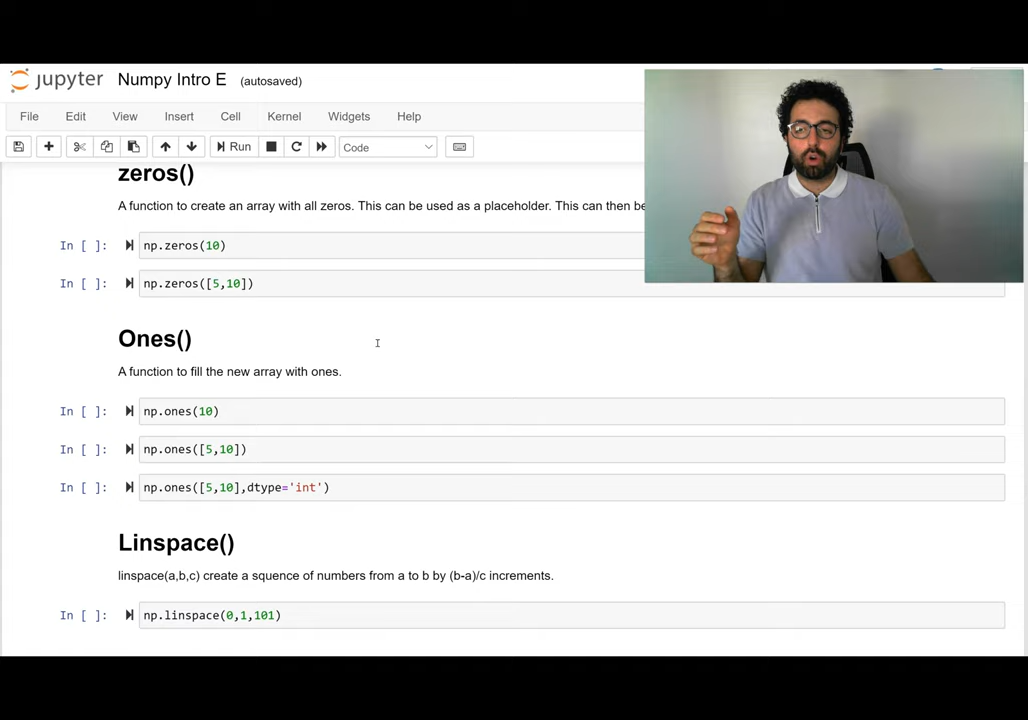 jupyter Numpy Intro E (autosaved)
File Edit View Insert Cell Kernel Widgets Help
Run Code
zeros()
A function to create an array with all zeros. This can be used as a placeholder. This can then be
In [ ]: np.zeros(10)
In [ ]: np.zeros([5,10])
Ones()
A function to fill the new array with ones.
In [ ]: np.ones(10)
In [ ]: np.ones([5,10])
In [ ]: np.ones([5,10],dtype='int')
Linspace()
linspace(a,b,c) create a squence of numbers from a to b by (b-a)/c increments.
In [ ]: np.linspace(0,1,101)